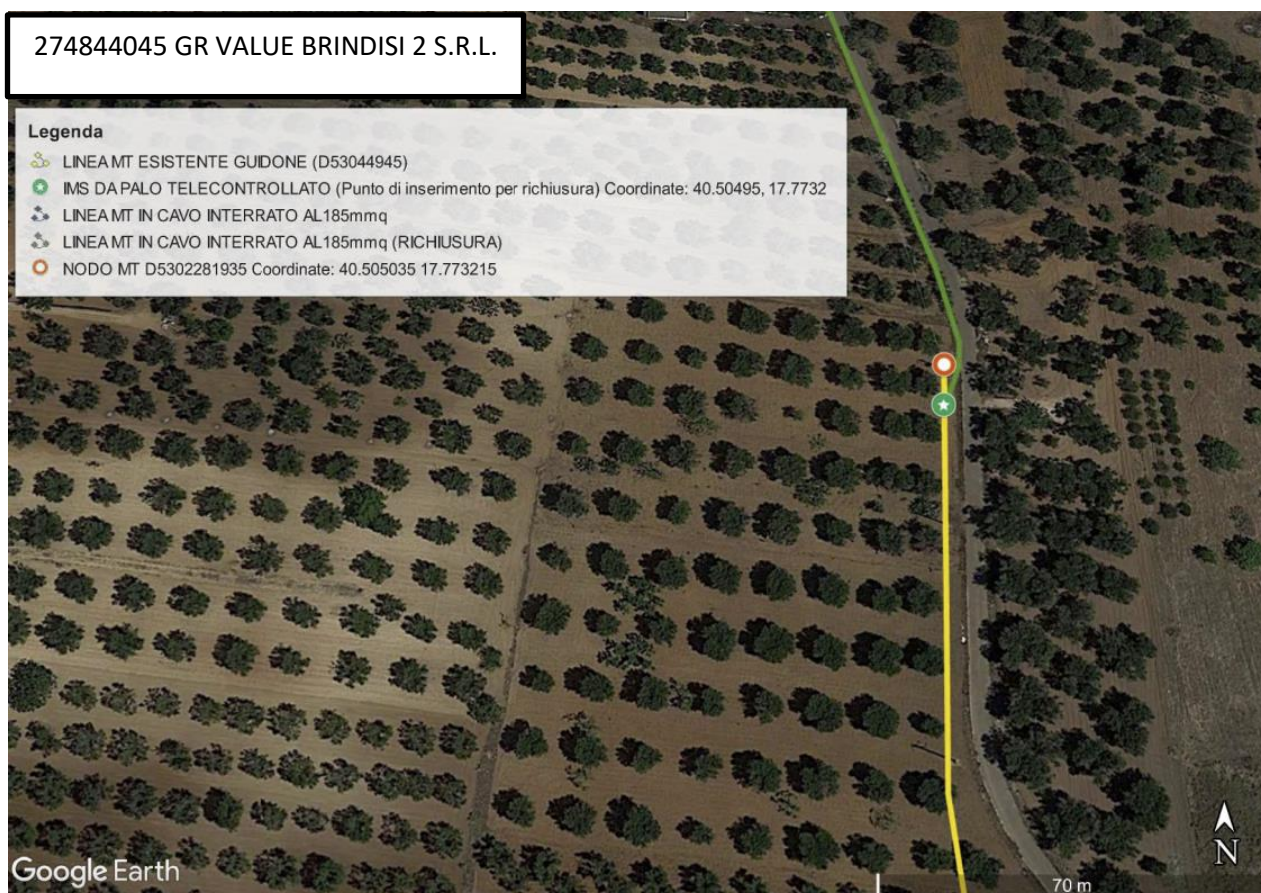 274844045 GR VALUE BRINDISI 2 S.R.L.
Legenda
LINEA MT ESISTENTE GUIDONE (D53044945)
IMS DA PALO TELECONTROLLATO (Punto di inserimento per richiusura) Coordinate: 40.50495, 17.7732
LINEA MT IN CAVO INTERRATO AL185mmq
LINEA MT IN CAVO INTERRATO AL185mmq (RICHIUSURA)
NODO MT D5302281935 Coordinate: 40.505035 17.773215
Google Earth
N
70 m